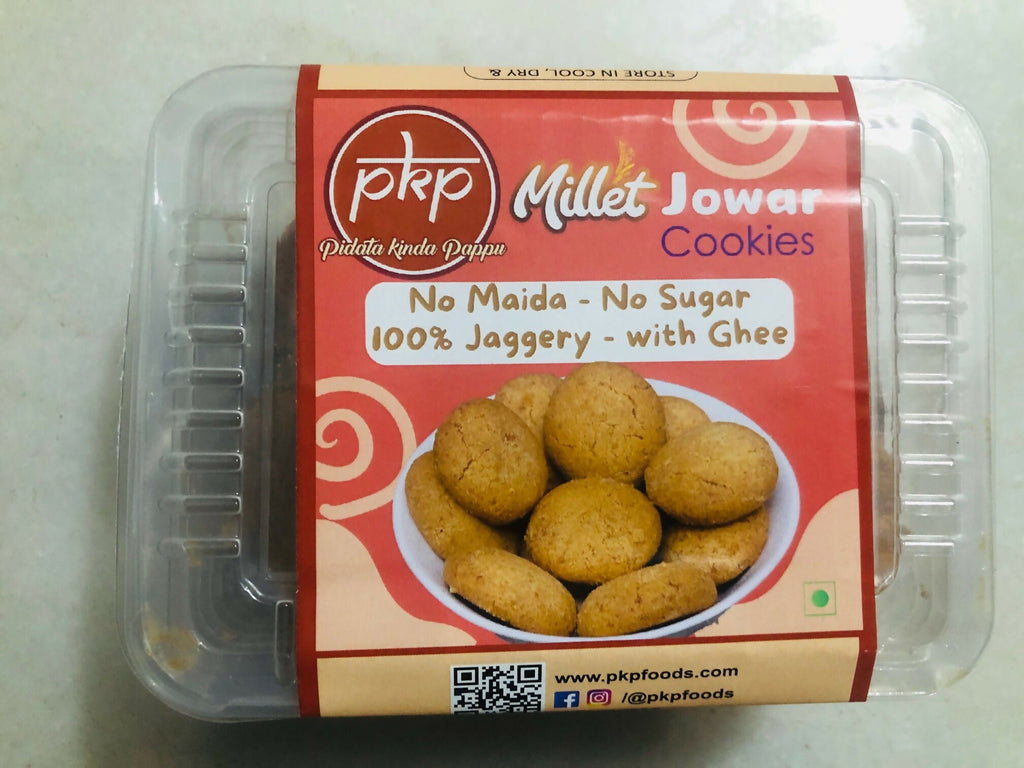 STORE IN COOL, DRY &
pkp
Pidata kinda Pappu
Millet Jowar
Cookies
No Maida - No Sugar
100% Jaggery - with Ghee
www.pkpfoods.com
/@pkpfoods